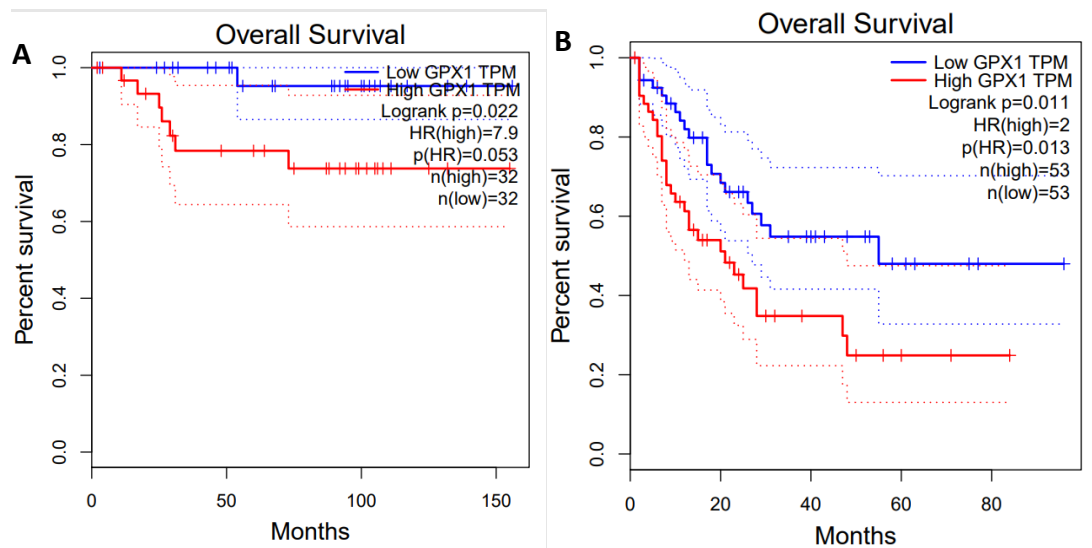 A
Overall Survival
Low GPX1 TPM
High GPX1 TPM
Logrank p=0.022
HR(high)=7.9
p(HR)=0.053
n(high)=32
n(low)=32
Percent survival
1.0
0.8
0.6
0.4
0.2
0.0
0 50 100 150
Months
B
Overall Survival
Low GPX1 TPM
High GPX1 TPM
Logrank p=0.011
HR(high)=2
p(HR)=0.013
n(high)=53
n(low)=53
Percent survival
1.0
0.8
0.6
0.4
0.2
0.0
0 20 40 60 80
Months